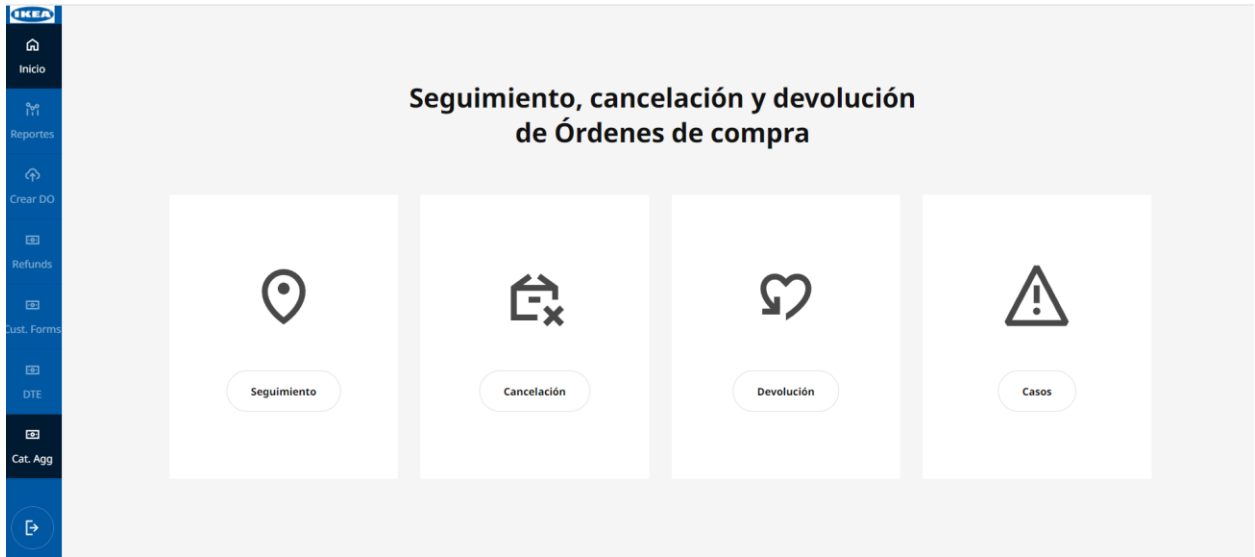 IKEA
Inicio
Reportes
Crear DO
Refunds
Cust. Forms
DTE
Cat. Agg
Seguimiento, cancelación y devolución
de Órdenes de compra
Seguimiento
Cancelación
Devolución
Casos